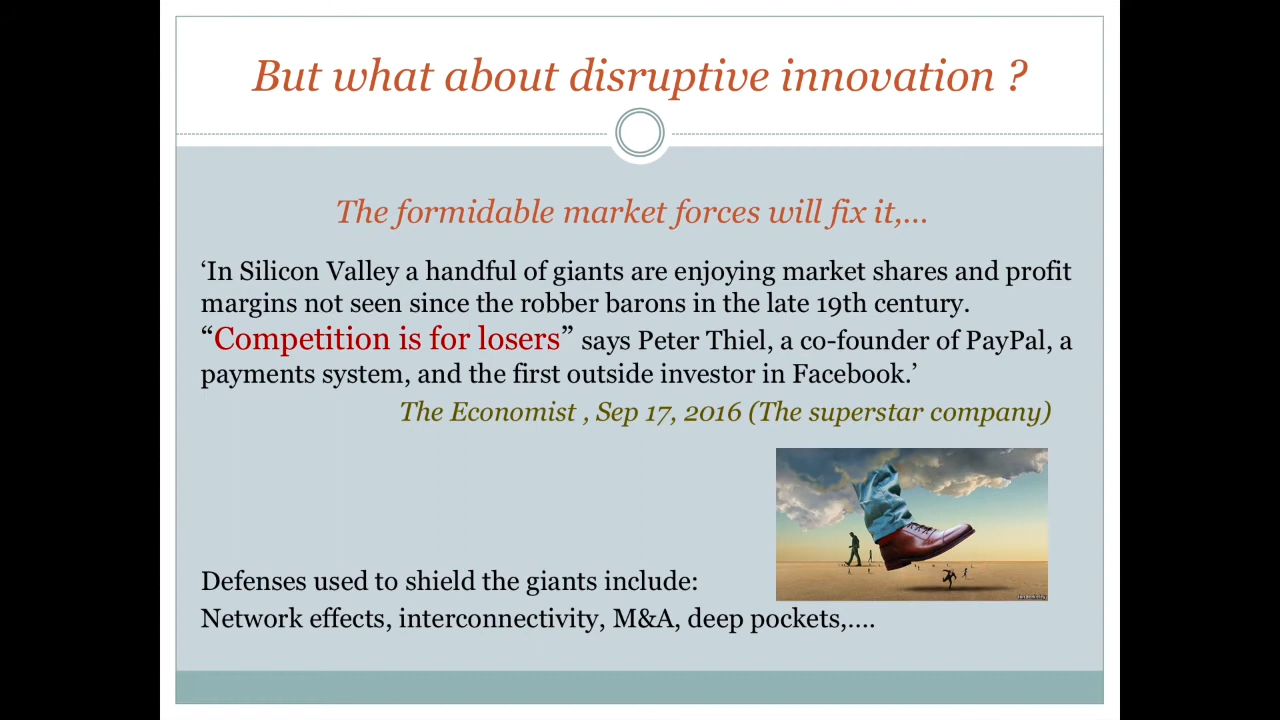 But what about disruptive innovation ?
The formidable market forces will fix it,...
‘In Silicon Valley a handful of giants are enjoying market shares and profit
margins not seen since the robber barons in the late 19th century.
“Competition is for losers” says Peter Thiel, a co-founder of PayPal, a
payments system, and the first outside investor in Facebook.’
The Economist , Sep 17, 2016 (The superstar company)
Defenses used to shield the giants include:
Network effects, interconnectivity, M&A, deep pockets,....